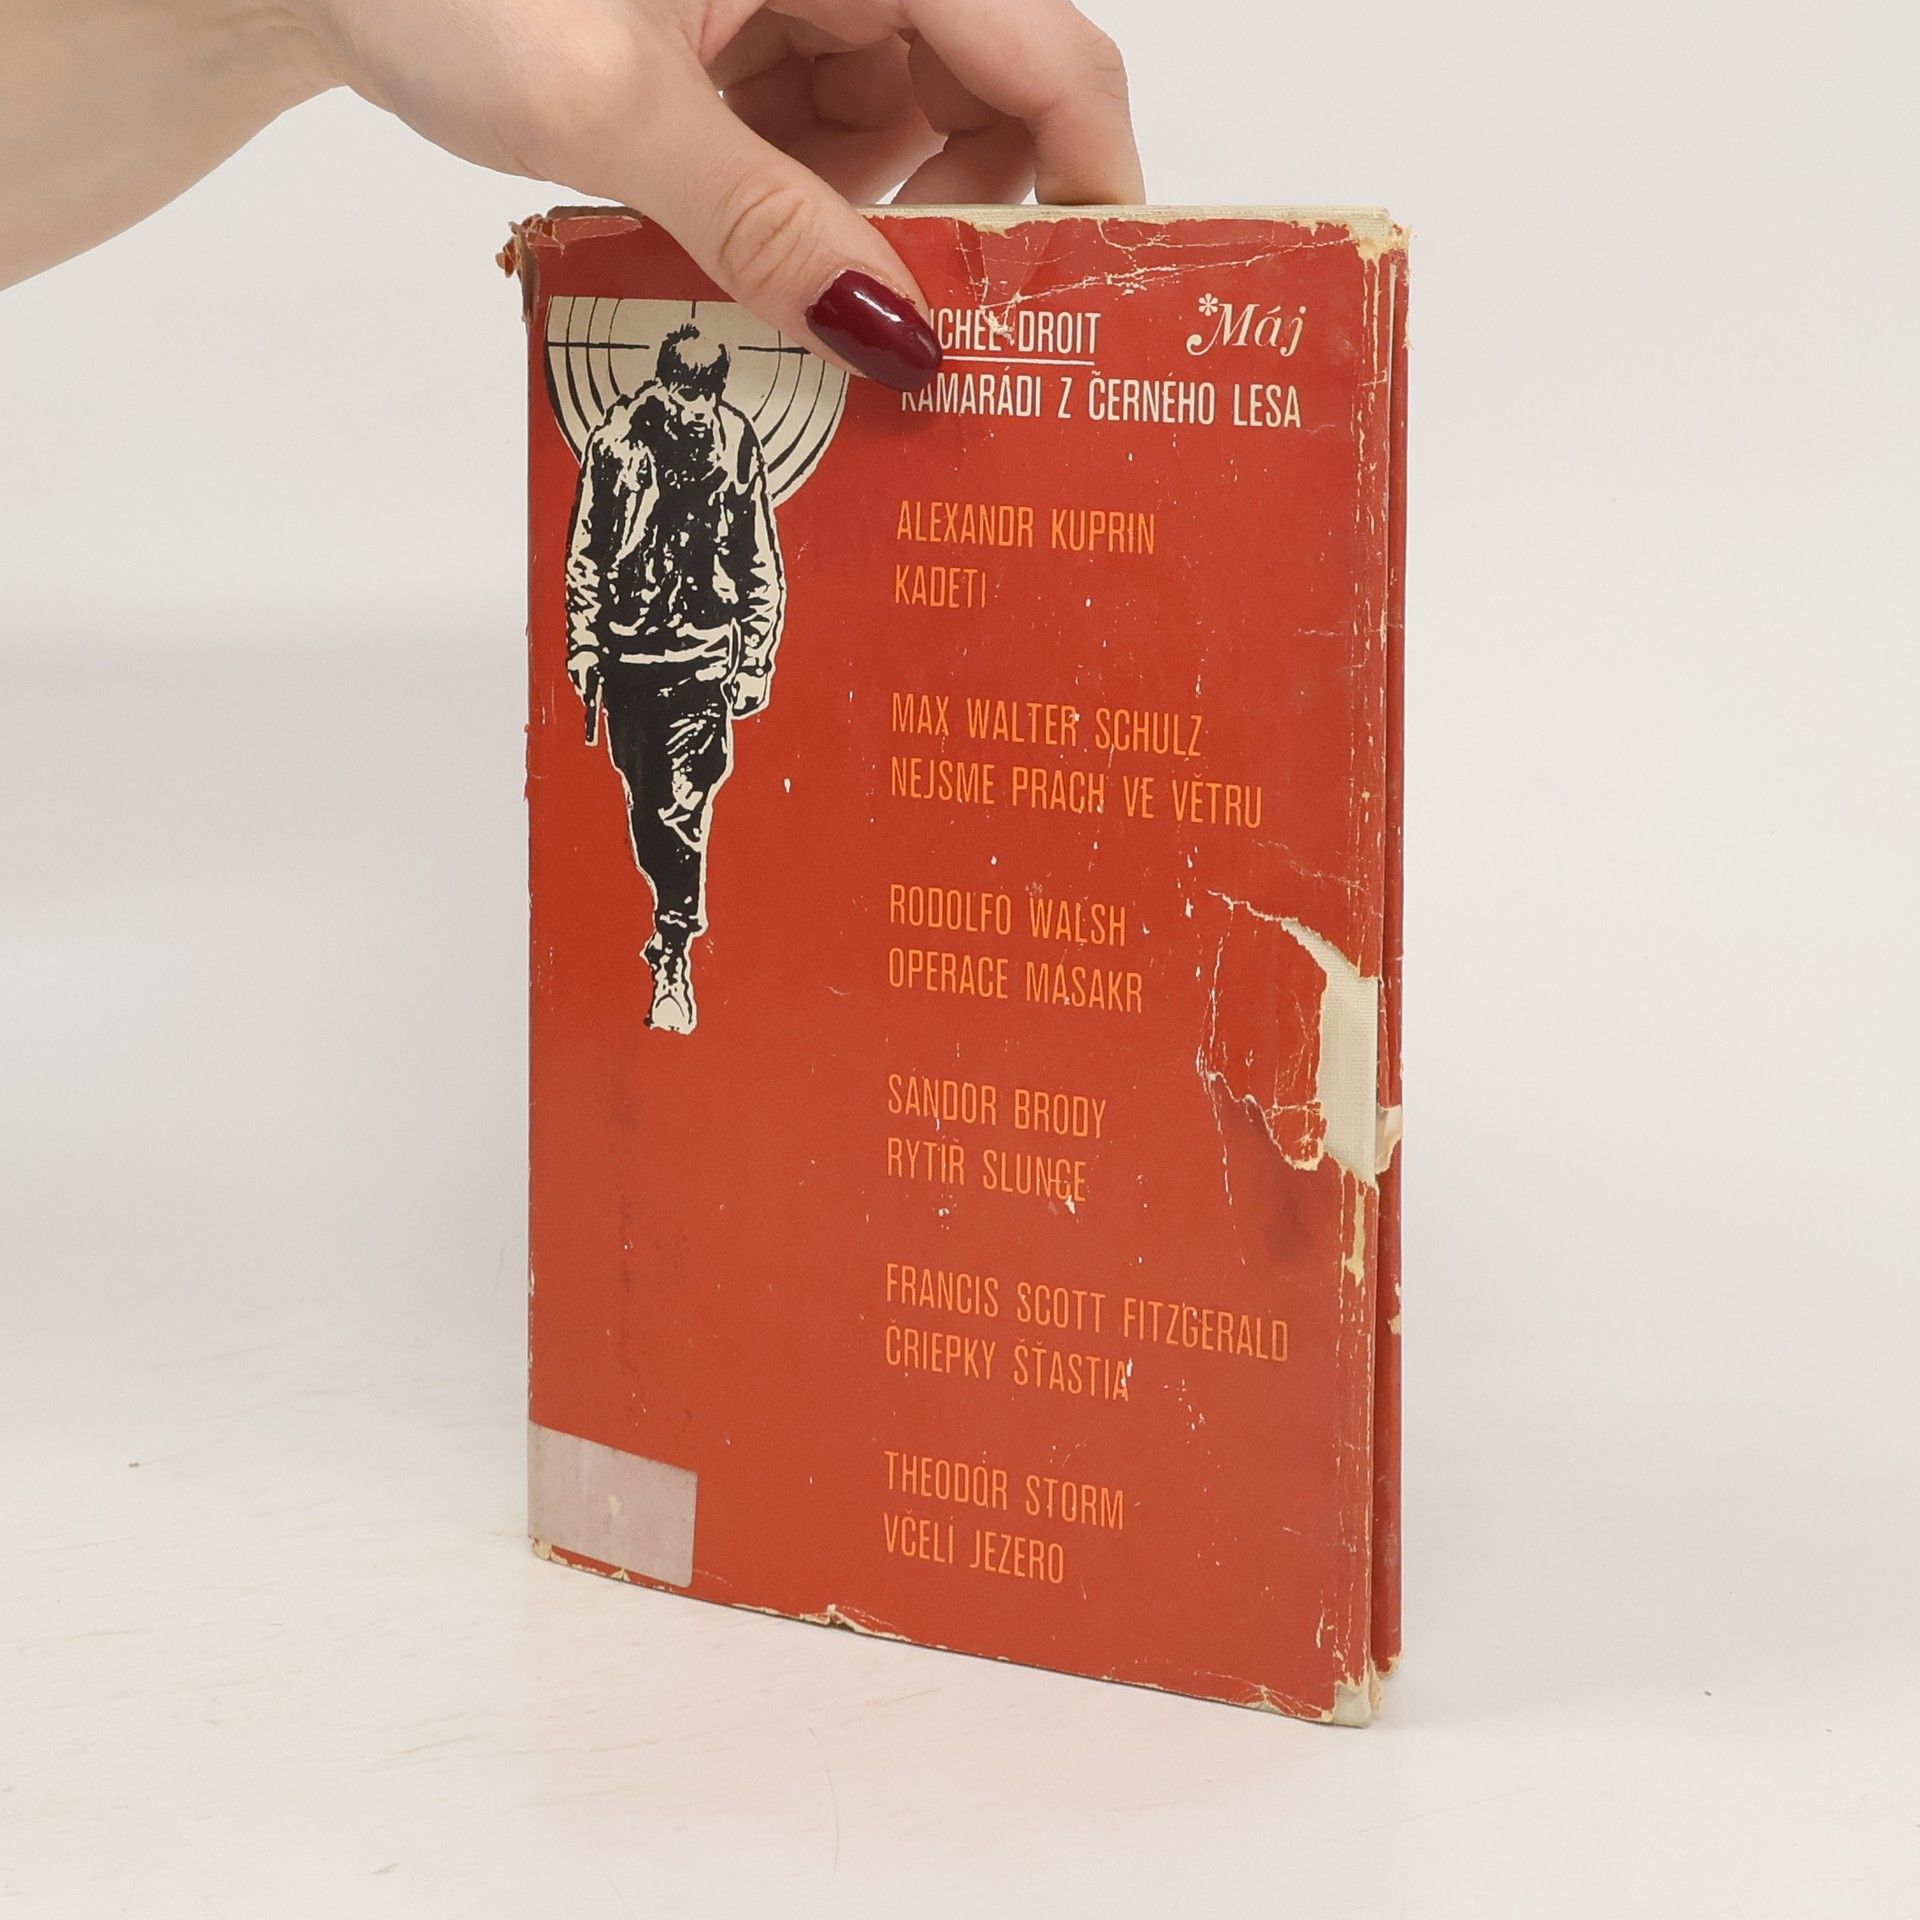 DROIT
*Máj
Z ČERNÉHO LESA
ALEXANDR KUPRIN
KADETI
MAX WALTER SCHULZ
NEJSME PRACH VE VĚTRU
RODOLFO WALSH
OPERACE MASAKR
SANDOR BRODY
RYTÍŘ SLUNCE
FRANCIS SCOTT FITZGERALD
ČRIEPKY ŠŤASTIA
THEODOR STORM
VČELÍ JEZERO